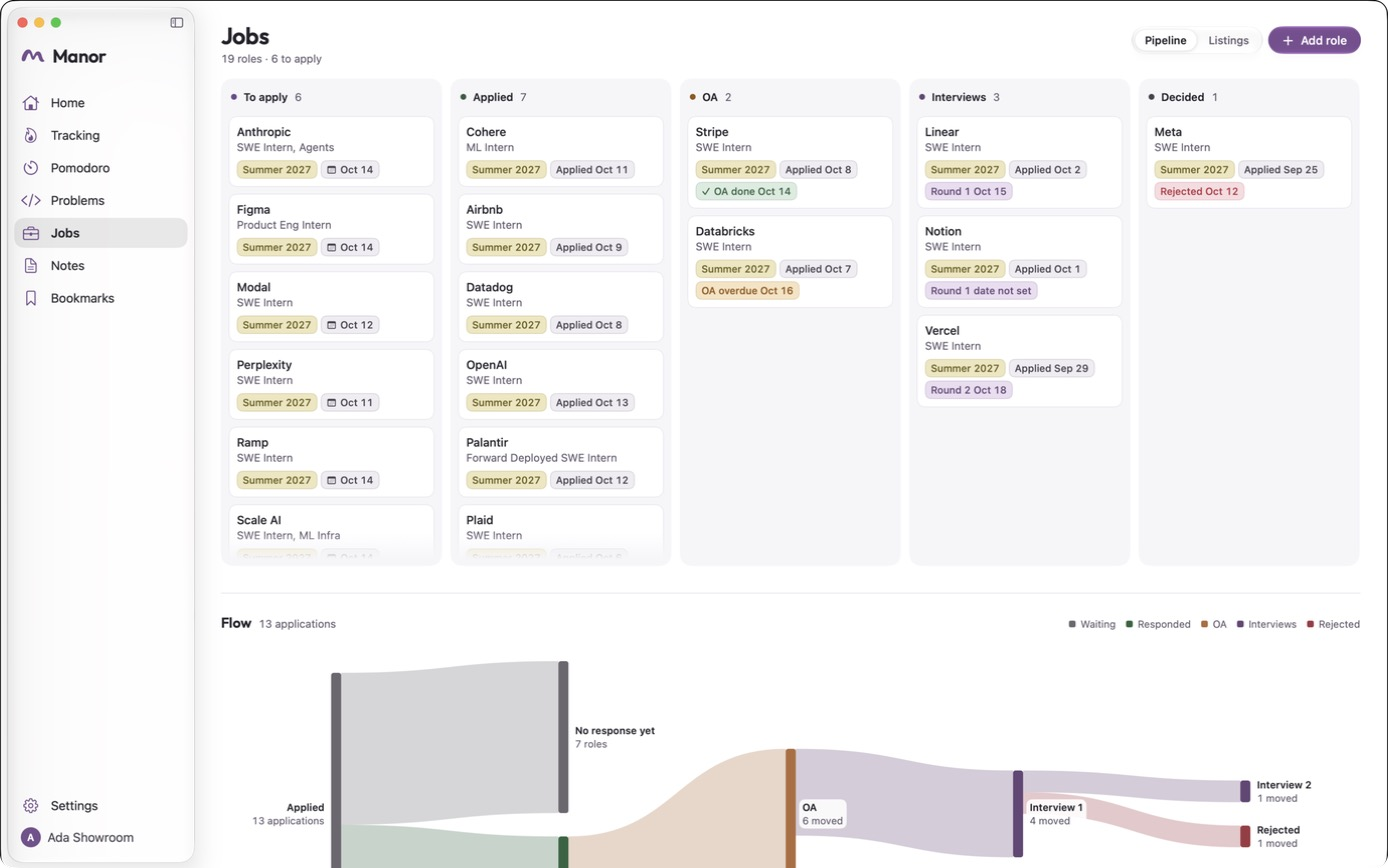 Manor
Home
Tracking
Pomodoro
Problems
Jobs
Notes
Bookmarks
Settings
A Ada Showroom
Jobs
19 roles · 6 to apply
Pipeline Listings + Add role
To apply 6
Anthropic
SWE Intern, Agents
Summer 2027 Oct 14
Figma
Product Eng Intern
Summer 2027 Oct 14
Modal
SWE Intern
Summer 2027 Oct 12
Perplexity
SWE Intern
Summer 2027 Oct 11
Ramp
SWE Intern
Summer 2027 Oct 14
Scale AI
SWE Intern, ML Infra
Summer 2027 Oct 14
Applied 7
Cohere
ML Intern
Summer 2027 Applied Oct 11
Airbnb
SWE Intern
Summer 2027 Applied Oct 9
Datadog
SWE Intern
Summer 2027 Applied Oct 8
OpenAI
SWE Intern
Summer 2027 Applied Oct 13
Palantir
Forward Deployed SWE Intern
Summer 2027 Applied Oct 12
Plaid
SWE Intern
Summer 2027 Applied Oct
OA 2
Stripe
SWE Intern
Summer 2027 Applied Oct 8
✓ OA done Oct 14
Databricks
SWE Intern
Summer 2027 Applied Oct 7
OA overdue Oct 16
Interviews 3
Linear
SWE Intern
Summer 2027 Applied Oct 2
Round 1 Oct 15
Notion
SWE Intern
Summer 2027 Applied Oct 1
Round 1 date not set
Vercel
SWE Intern
Summer 2027 Applied Sep 29
Round 2 Oct 18
Decided 1
Meta
SWE Intern
Summer 2027 Applied Sep 25
Rejected Oct 12
Flow 13 applications
Waiting Responded OA Interviews Rejected
No response yet
7 roles
Applied
13 applications
OA
6 moved
Interview 1
4 moved
Interview 2
1 moved
Rejected
1 moved